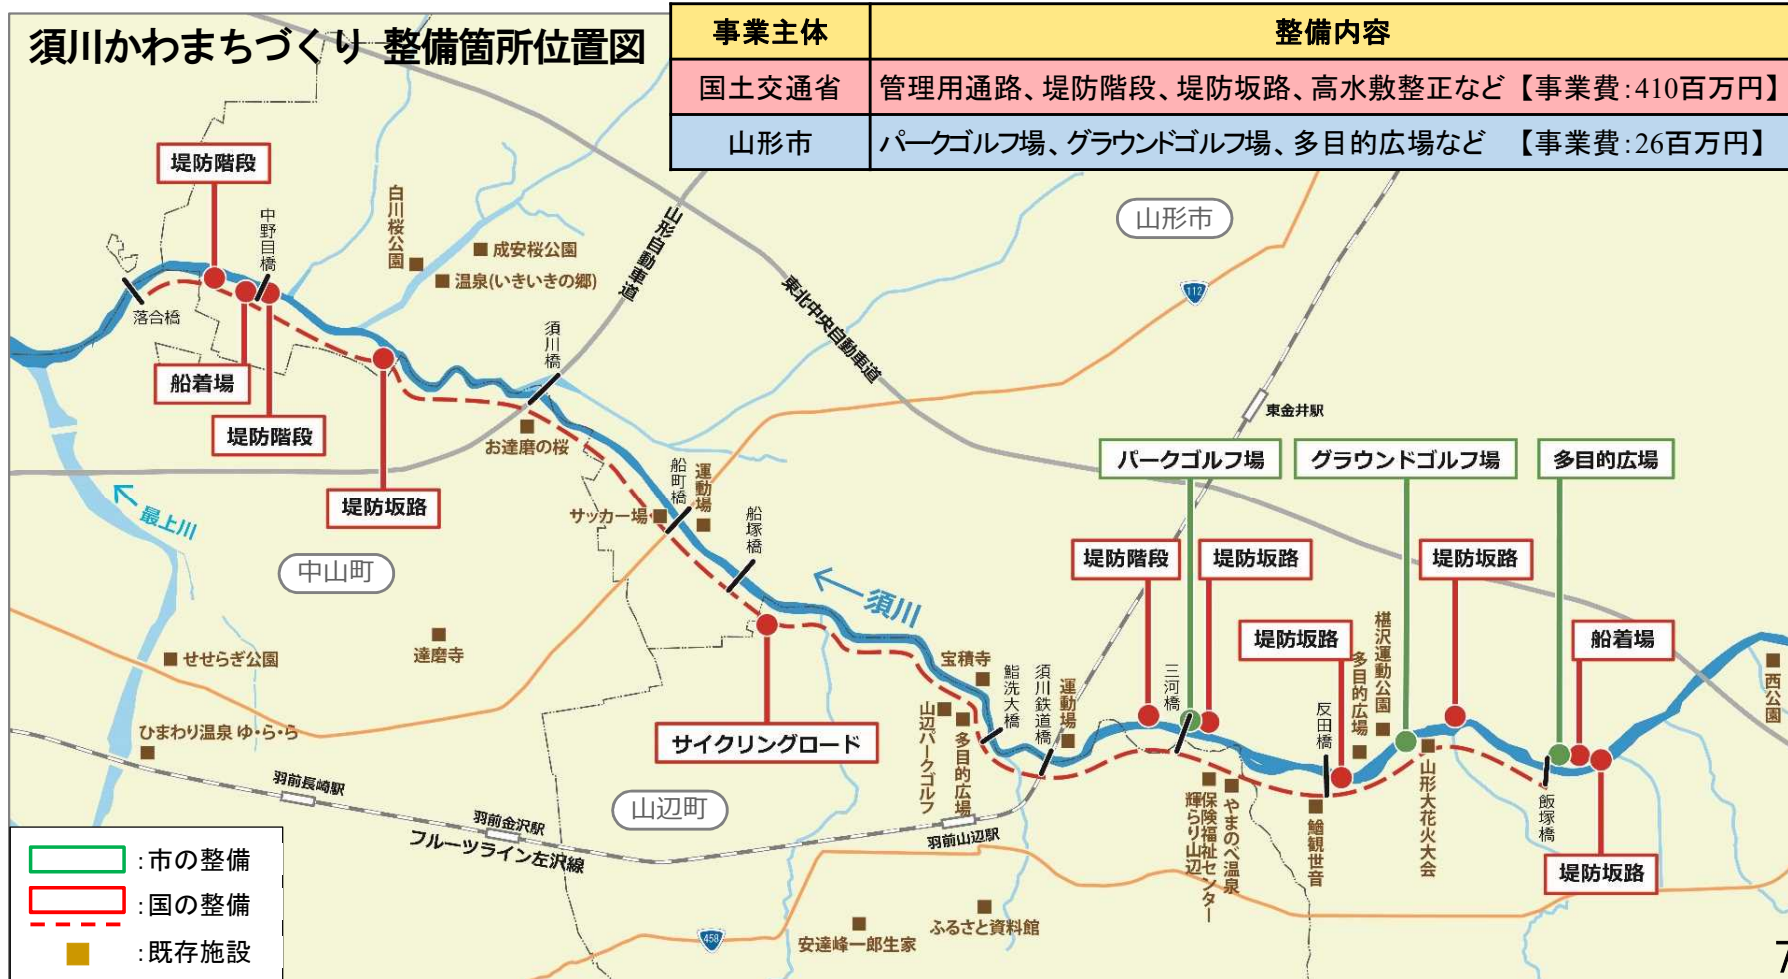 須川かわまちづくり 整備箇所位置図
事業主体
整備内容
国土交通省
管理用通路、堤防階段、堤防坂路、高水敷整正など【事業費:410百万円】
山形市
パークゴルフ場、グラウンドゴルフ場、多目的広場など 【事業費:26百万円】
堤防階段
中野目橋
白川桜公園
成安桜公園
温泉(いきいきの郷)
山形自動車道
山形市
東北中央自動車道
112
落合橋
船着場
堤防階段
須川橋
お達磨の桜
堤防坂路
東金井駅
パークゴルフ場
グラウンドゴルフ場
多目的広場
最上川
中山町
サッカー場
船町橋
運動場
船塚橋
須川
堤防階段
堤防坂路
堤防坂路
堤防坂路
船着場
せせらぎ公園
達磨寺
ひまわり温泉 ゆ・ら・ら
サイクリングロード
宝積寺
鮨洗大橋
須川鉄道橋
運動場
三河橋
反田橋
多目的広場
椹沢運動公園
西公園
山辺パークゴルフ
多目的広場
羽前長崎駅
羽前金沢駅
フルーツライン左沢線
山辺町
羽前山辺駅
保険福祉センター
輝らり山辺
やまのべ温泉
鰌観世音
山形大花火大会
飯塚橋
堤防坂路
458
安達峰一郎生家
ふるさと資料館
:市の整備
:国の整備
:既存施設
7